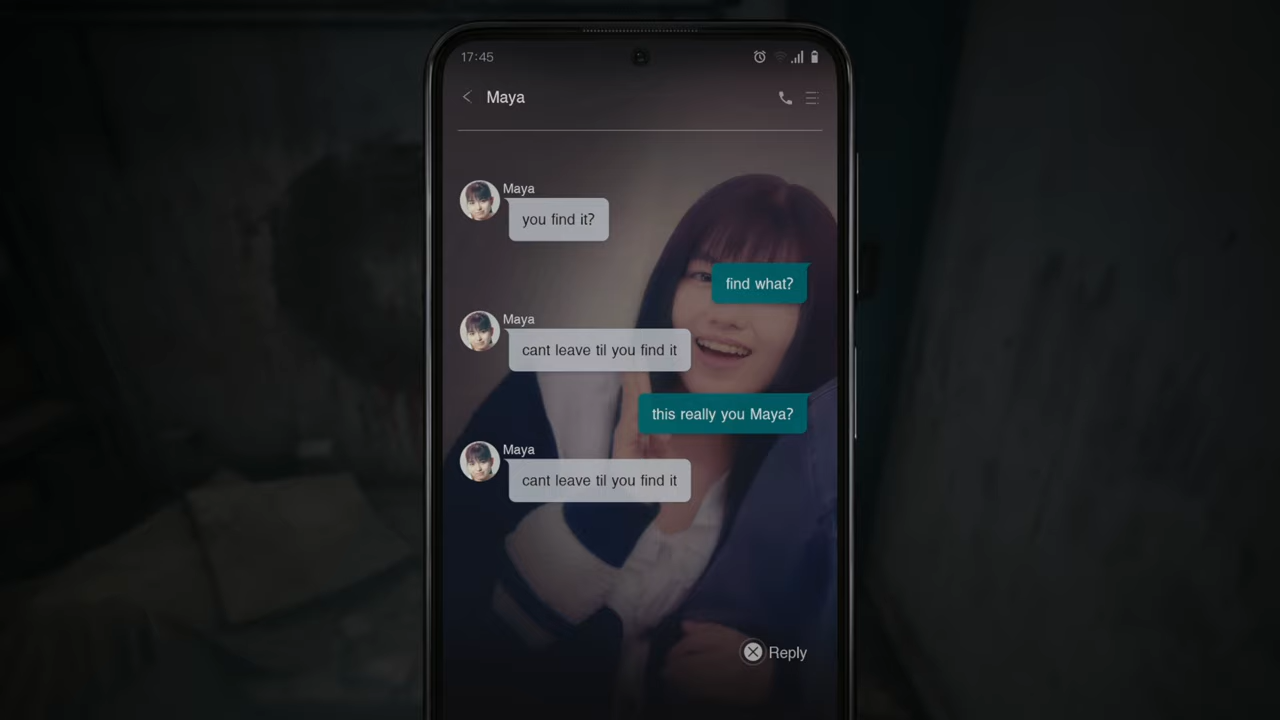 17:45
Maya
Maya
you find it?
find what?
Maya
cant leave til you find it
this really you Maya?
Maya
cant leave til you find it
Reply